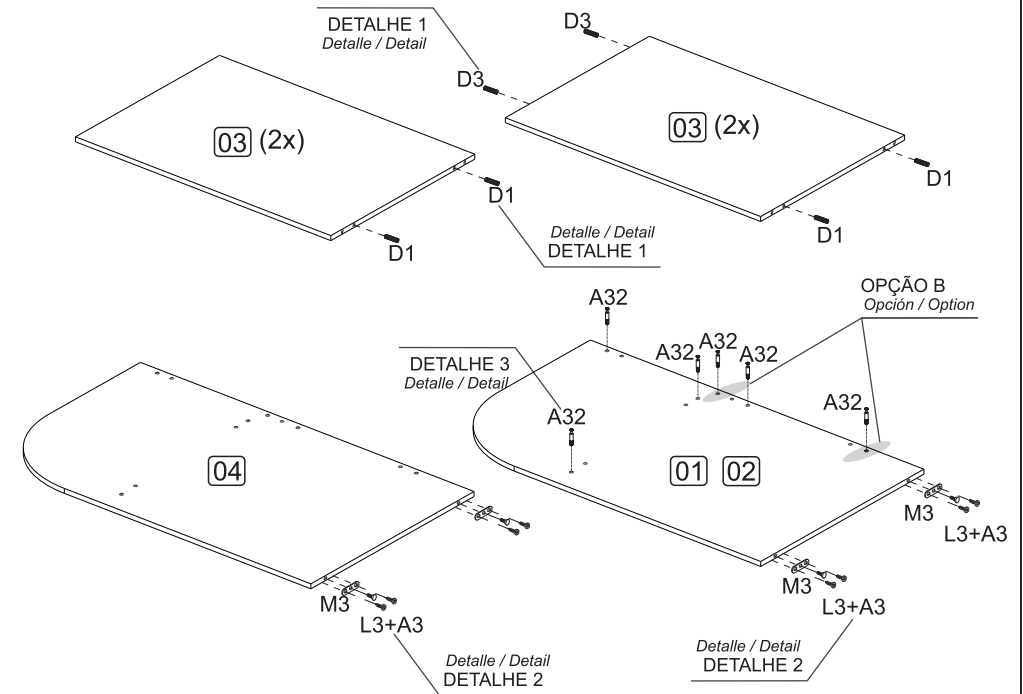 DETALHE 1
Detalle / Detail
D3
D3
03 (2x)
03 (2x)
D1
D1
D1
D1
Detalle / Detail
DETALHE 1
OPÇÃO B
Opción / Option
A32
A32
A32
A32
DETALHE 3
Detalle / Detail
A32
A32
04
01 02
M3
L3+A3
M3
L3+A3
M3
L3+A3
Detalle / Detail
DETALHE 2
Detalle / Detail
DETALHE 2